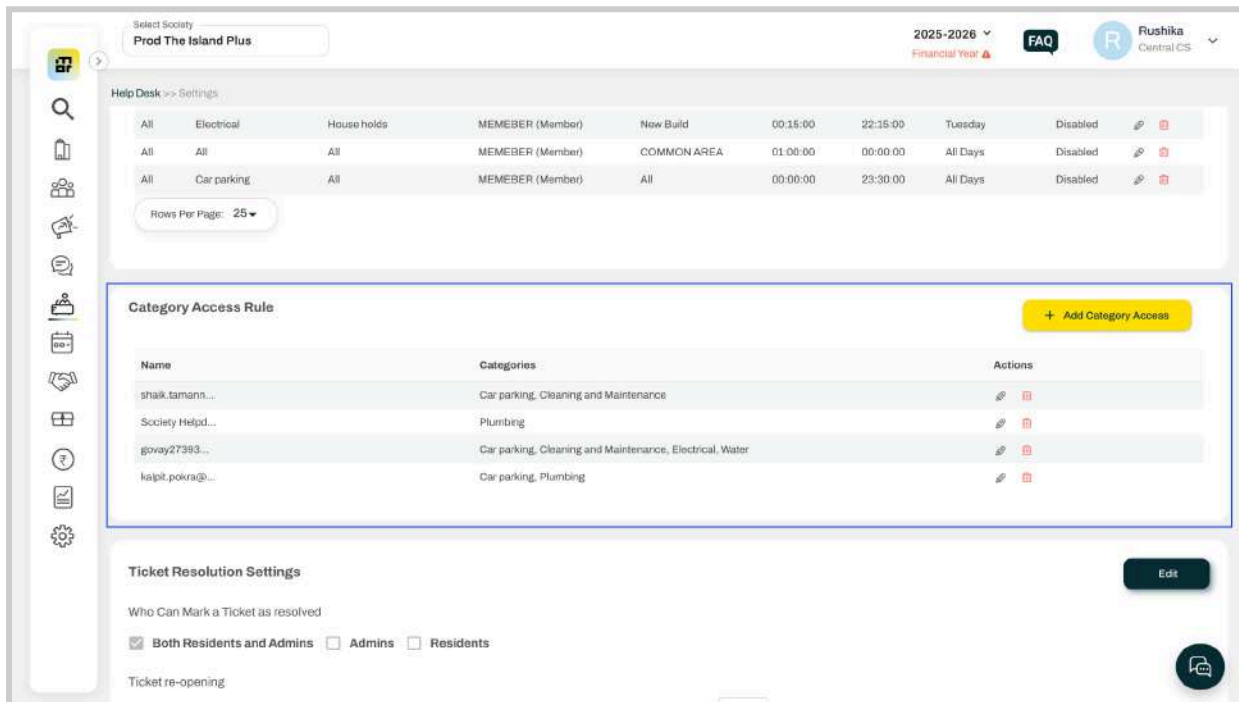 Select Society
Prod The Island Plus
2025-2026
Financial Year
FAQ
R
Rushika
Central CS
Help Desk >> Settings
All Electrical House holds MEMEBER (Member) New Build 00:15:00 22:15:00 Tuesday Disabled
All All All MEMEBER (Member) COMMON AREA 01:00:00 00:00:00 All Days Disabled
All Car parking All MEMEBER (Member) All 00:00:00 23:30:00 All Days Disabled
Rows Per Page: 25
Category Access Rule
+ Add Category Access
Name Categories Actions
shaik.tamann... Car parking, Cleaning and Maintenance
Society Helpd... Plumbing
govay27393... Car parking, Cleaning and Maintenance, Electrical, Water
kalpit.pokra@... Car parking, Plumbing
Ticket Resolution Settings
Edit
Who Can Mark a Ticket as resolved
Both Residents and Admins Admins Residents
Ticket re-opening